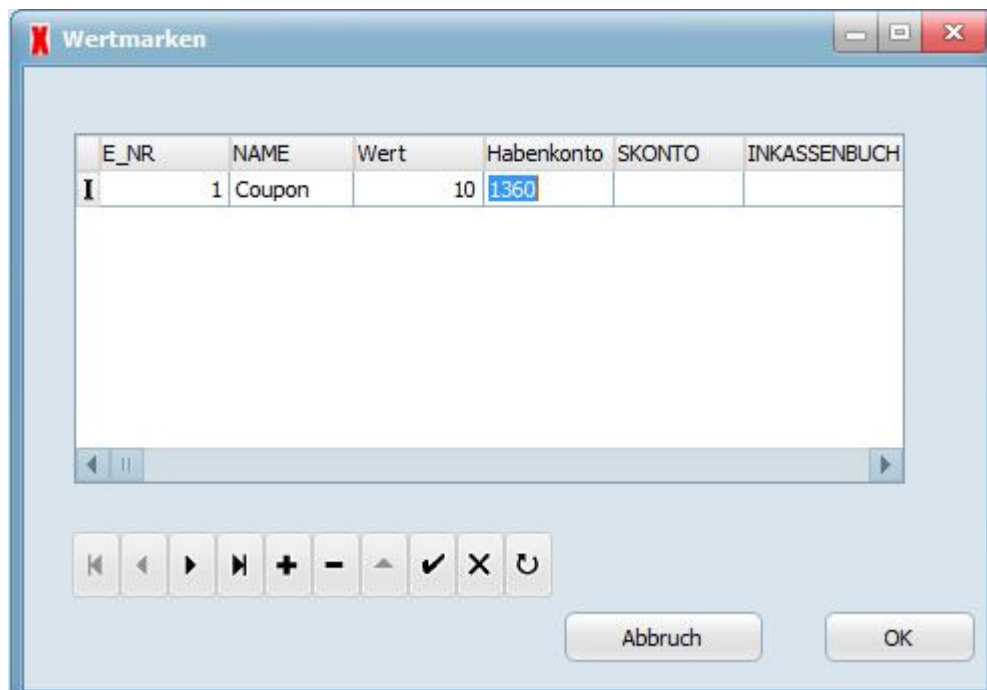 Wertmarken
E_NR NAME Wert Habenkonto SKONTO INKASSENBUCH
1 Coupon 10 1360
Abbruch OK